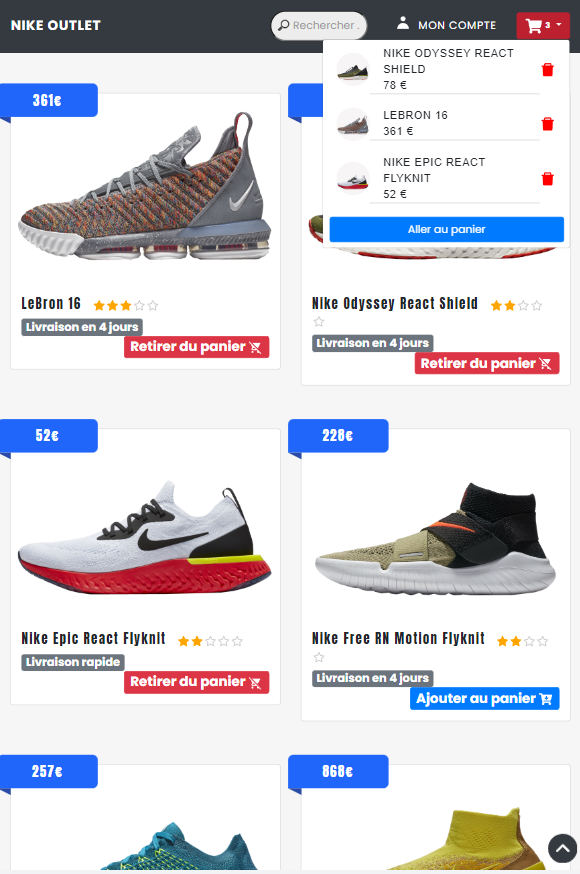 NIKE OUTLET
Rechercher .
MON COMPTE
3
NIKE ODYSSEY REACT
SHIELD
78 €
LEBRON 16
361 €
NIKE EPIC REACT
FLYKNIT
52 €
Aller au panier
361€
LeBron 16
Livraison en 4 jours
Retirer du panier
Nike Odyssey React Shield
Livraison en 4 jours
Retirer du panier
52€
Nike Epic React Flyknit
Livraison rapide
Retirer du panier
228€
Nike Free RN Motion Flyknit
Livraison en 4 jours
Ajouter au panier
257€
868€